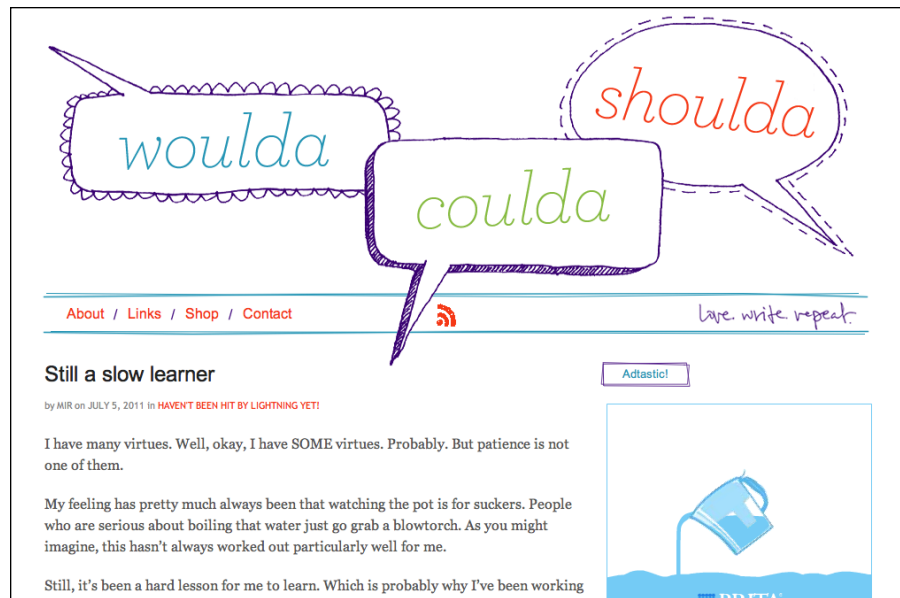 woulda
coulda
shoulda
About / Links / Shop / Contact
love. write. repeat.
Still a slow learner
by MIR on JULY 5, 2011 in HAVEN'T BEEN HIT BY LIGHTNING YET!
I have many virtues. Well, okay, I have SOME virtues. Probably. But patience is not
one of them.
My feeling has pretty much always been that watching the pot is for suckers. People
who are serious about boiling that water just go grab a blowtorch. As you might
imagine, this hasn't always worked out particularly well for me.
Still, it's been a hard lesson for me to learn. Which is probably why I've been working
Adtastic!
BRITA